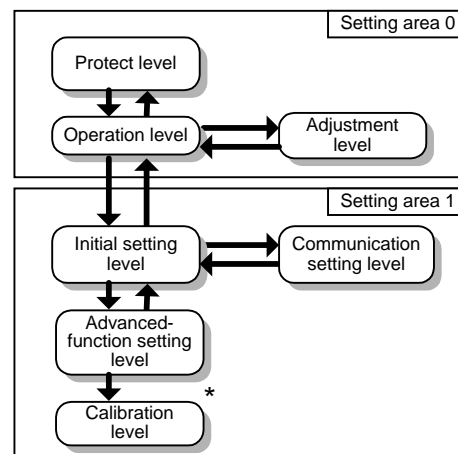 Setting area 0
Protect level
Operation level
Adjustment
level
Setting area 1
Initial setting
level
Communication
setting level
Advanced-
function setting
level
*
Calibration
level